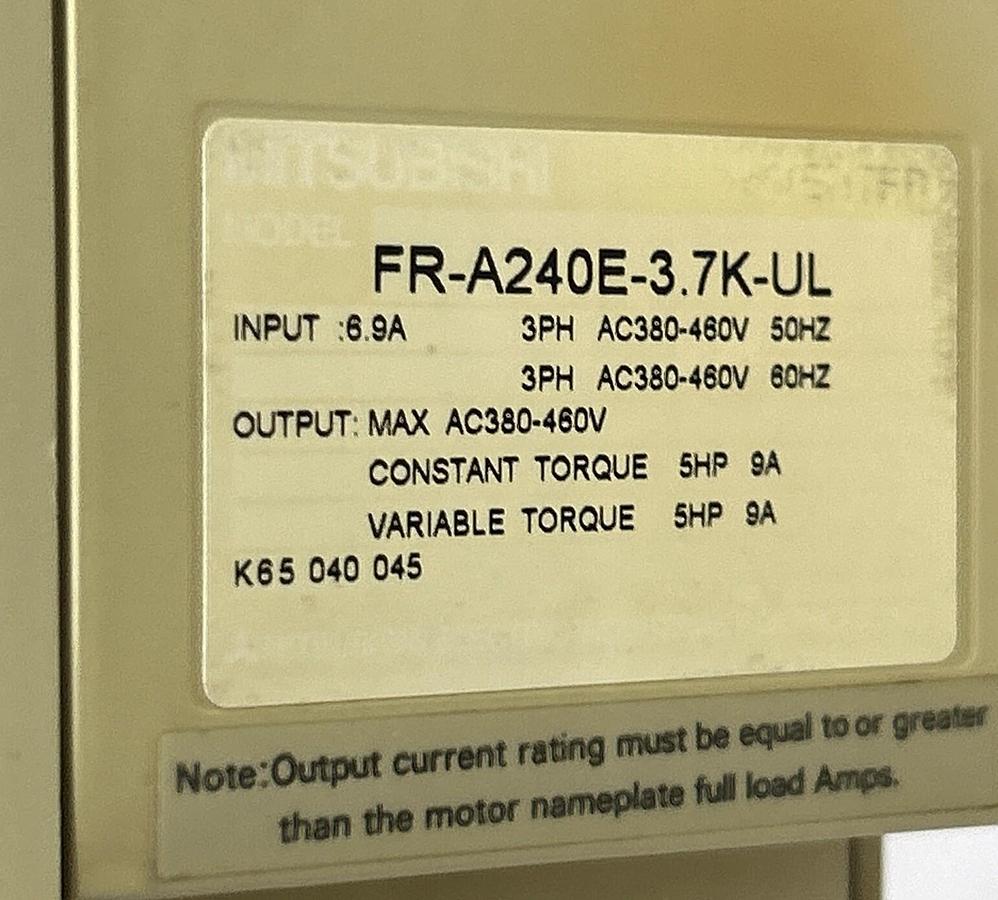 MITSUBISHI
MODEL
FR-A240E-3.7K-UL
INPUT :6.9A 3PH AC380-460V 50HZ
3PH AC380-460V 60HZ
OUTPUT: MAX AC380-460V
CONSTANT TORQUE 5HP 9A
VARIABLE TORQUE 5HP 9A
K65 040 045
Note:Output current rating must be equal to or greater
than the motor nameplate full load Amps.